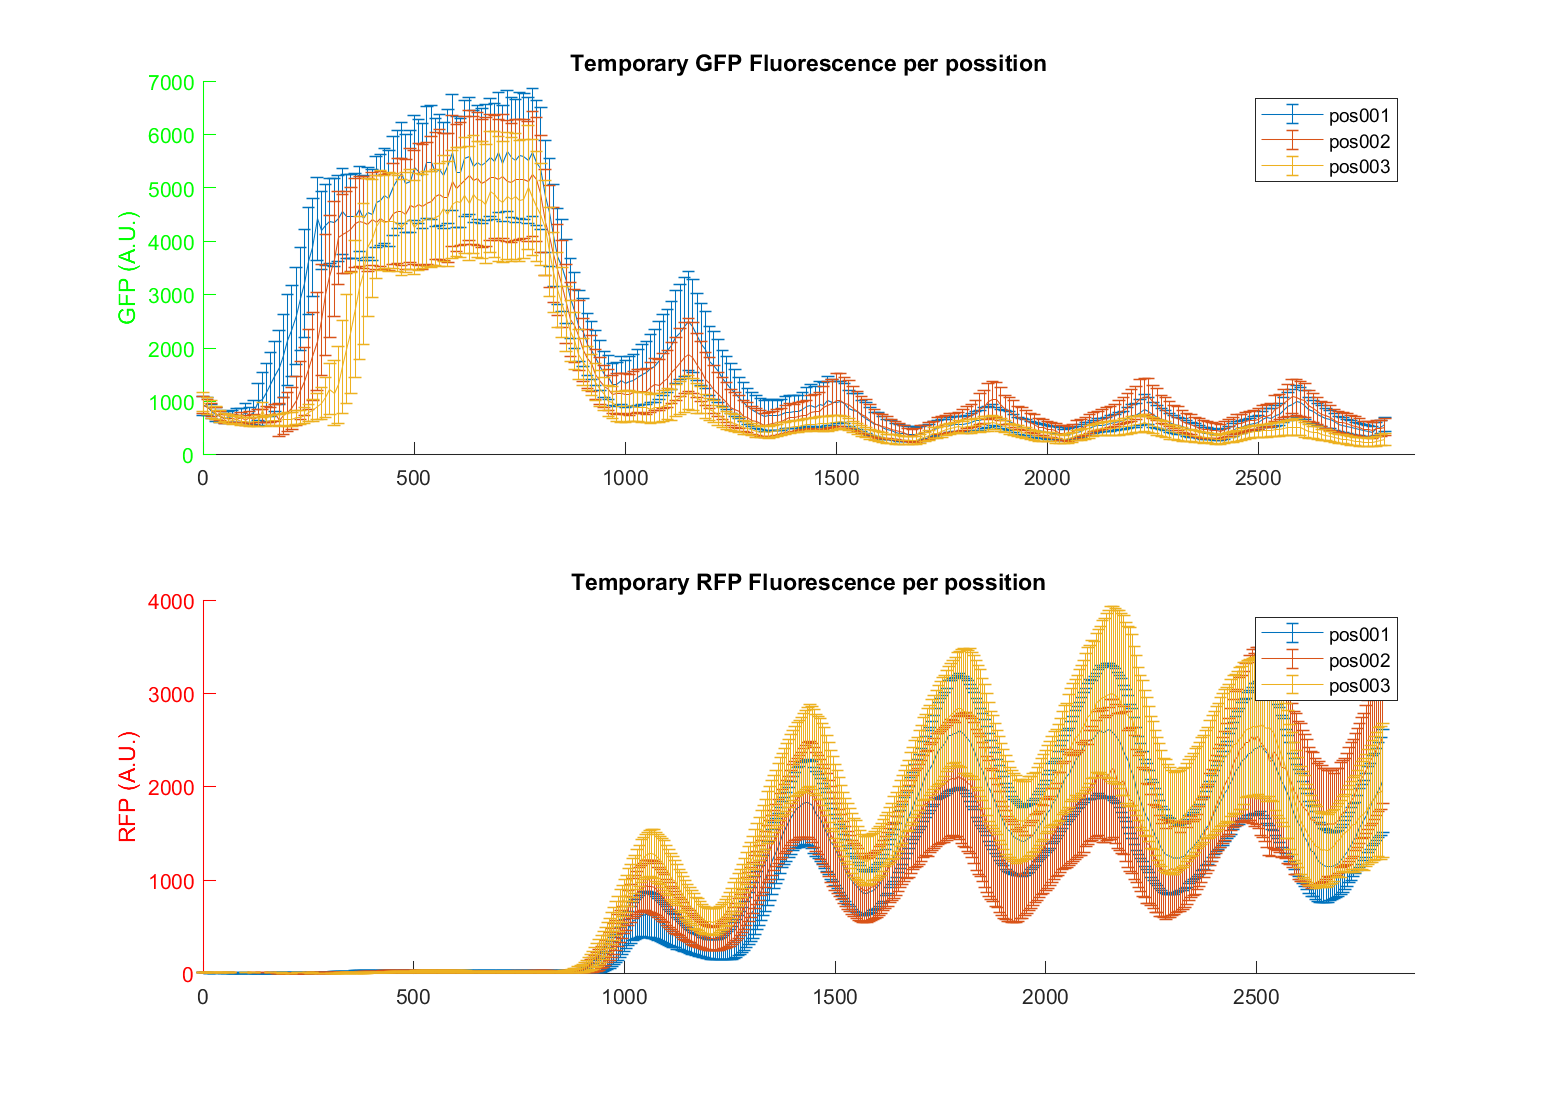 Temporary GFP Fluorescence per possition
7000
6000
5000
4000
3000
2000
1000
0
GFP (A.U.)
0 500 1000 1500 2000 2500
pos001
pos002
pos003
Temporary RFP Fluorescence per possition
4000
3000
2000
1000
0
RFP (A.U.)
0 500 1000 1500 2000 2500
pos001
pos002
pos003